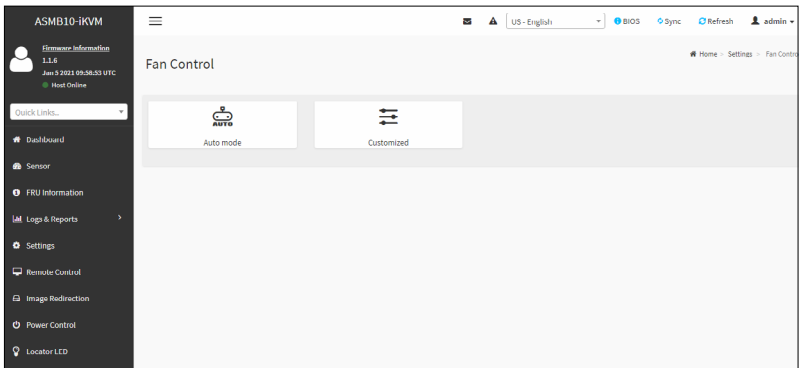 ASMB10-iKVM
Firmware Information
1.1.6
Jun 5 2021 09:58:53 UTC
Host Online
Quick Links...
Dashboard
Sensor
FRU Information
Logs & Reports
Settings
Remote Control
Image Redirection
Power Control
Locator LED
US - English
BIOS
Sync
Refresh
admin
Fan Control
Home
Settings
Fan Contro
AUTO
Auto mode
Customized